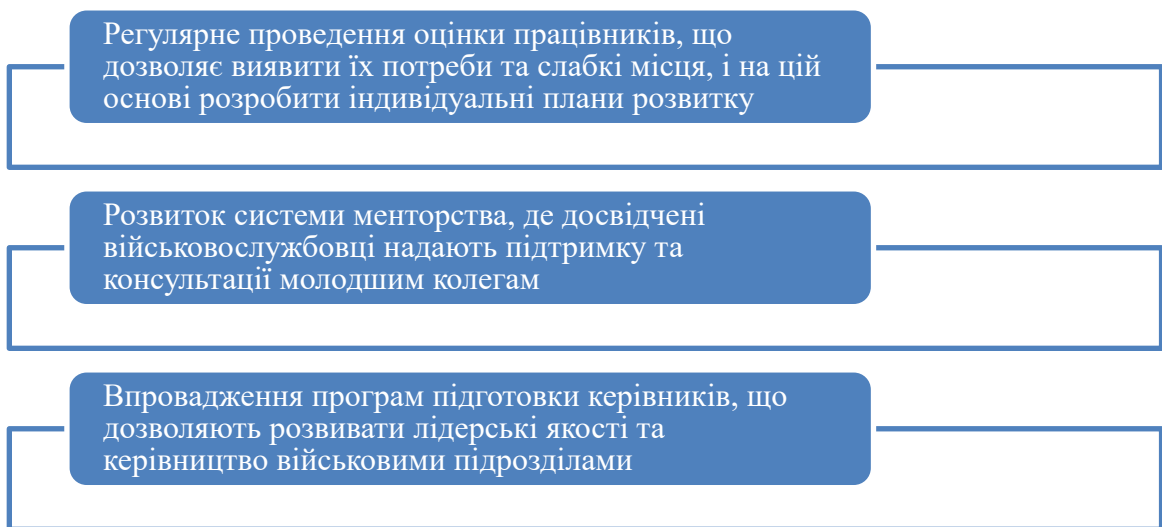 Регулярне проведення оцінки працівників, що
дозволяє виявити їх потреби та слабкі місця, і на цій
основі розробити індивідуальні плани розвитку
Розвиток системи менторства, де досвідчені
військовослужбовці надають підтримку та
консультації молодшим колегам
Впровадження програм підготовки керівників, що
дозволяють розвивати лідерські якості та
керівництво військовими підрозділами